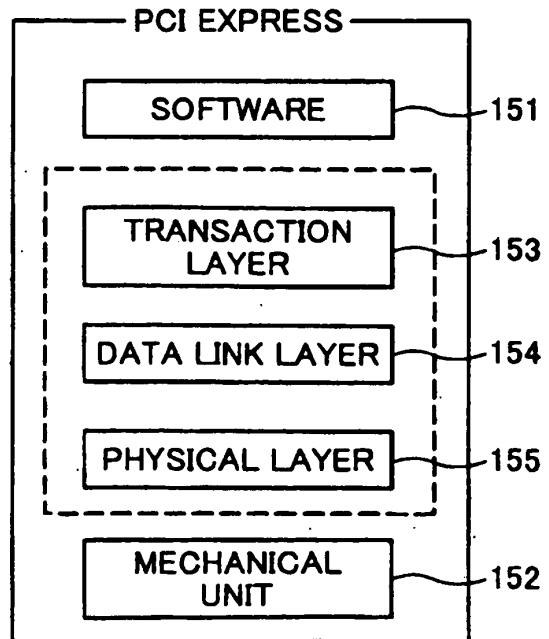 PCI EXPRESS
SOFTWARE
151
TRANSACTION
LAYER
153
DATA LINK LAYER
154
PHYSICAL LAYER
155
MECHANICAL
UNIT
152